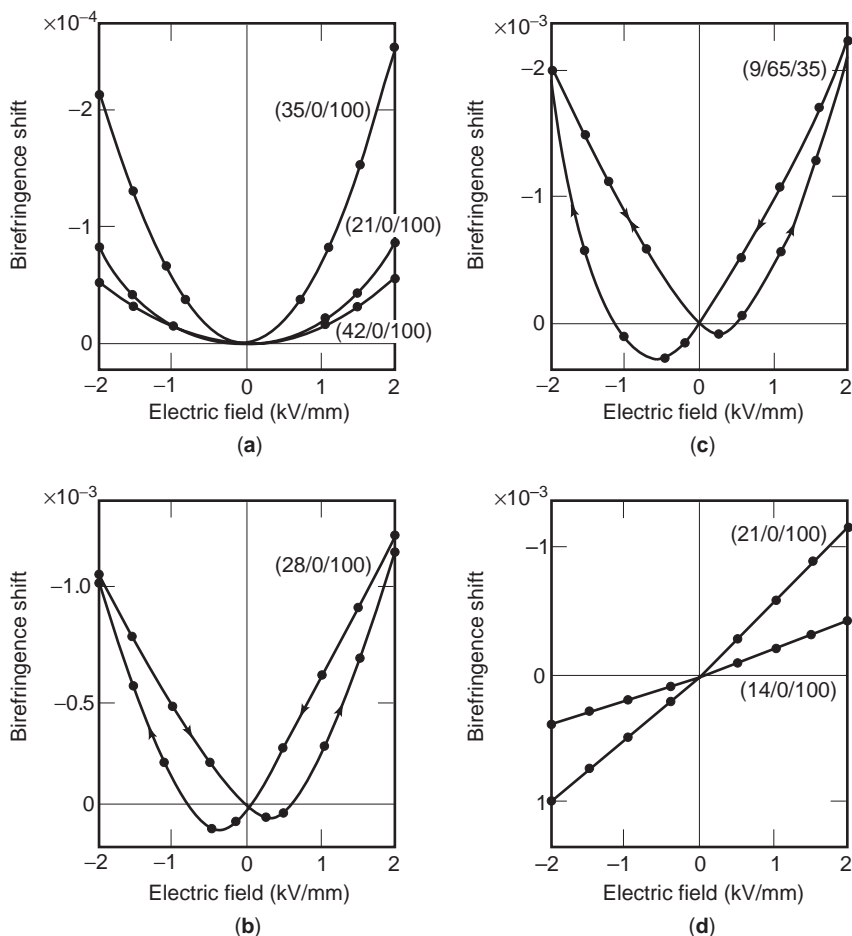 ×10⁻⁴
Birefringence shift
−2
−1
0
(35/0/100)
(21/0/100)
(42/0/100)
−2 −1 0 1 2
Electric field (kV/mm)
(a)
×10⁻³
Birefringence shift
−2
−1
0
(9/65/35)
−2 −1 0 1 2
Electric field (kV/mm)
(c)
×10⁻³
Birefringence shift
−1.0
−0.5
0
(28/0/100)
−2 −1 0 1 2
Electric field (kV/mm)
(b)
×10⁻³
Birefringence shift
−1
0
1
(21/0/100)
(14/0/100)
−2 −1 0 1 2
Electric field (kV/mm)
(d)